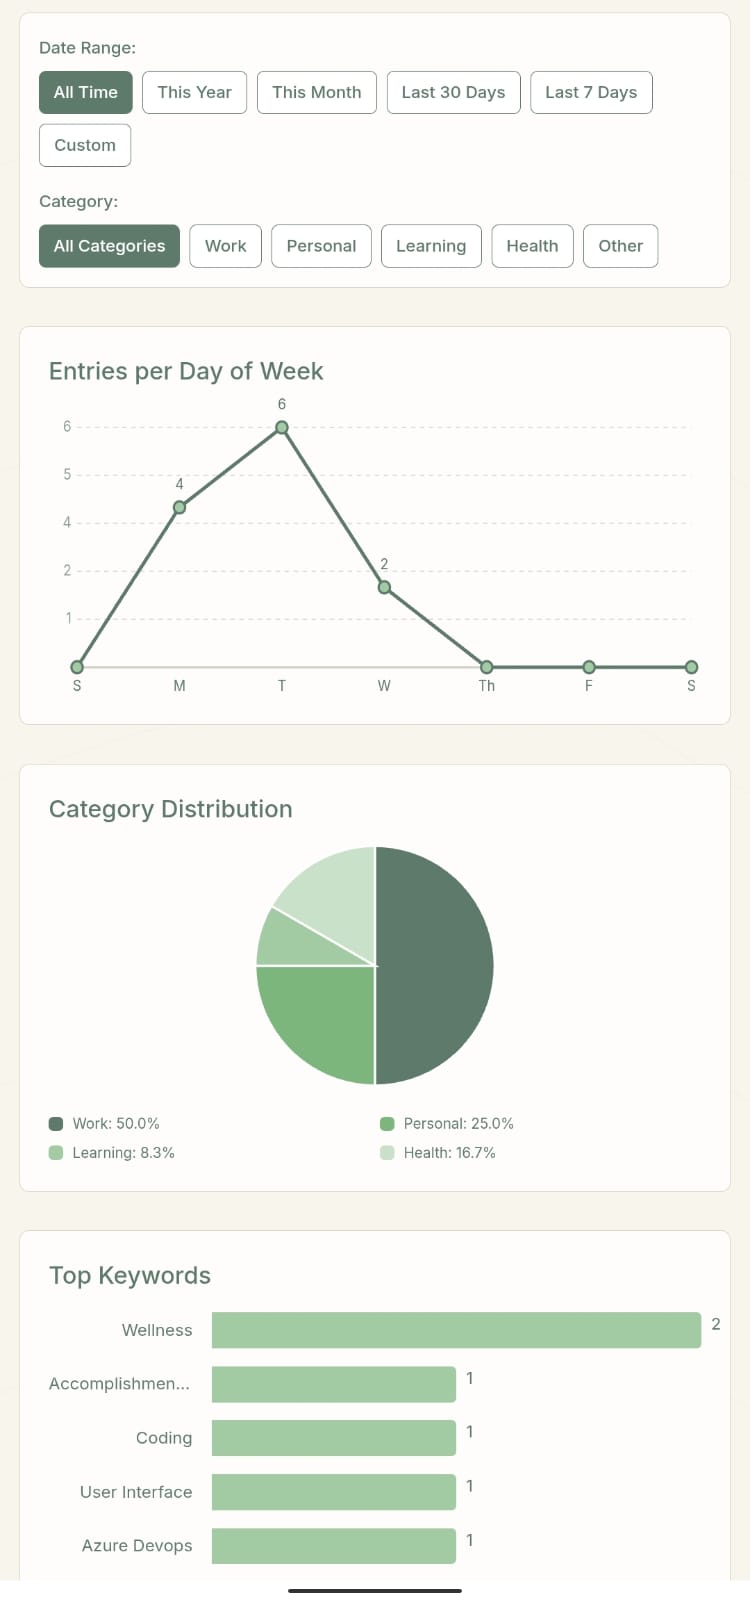 Date Range:
All Time This Year This Month Last 30 Days Last 7 Days
Custom
Category:
All Categories Work Personal Learning Health Other
Entries per Day of Week
6
6
5
4
4
2
2
1
S M T W Th F S
Category Distribution
Work: 50.0% Personal: 25.0%
Learning: 8.3% Health: 16.7%
Top Keywords
Wellness 2
Accomplishmen... 1
Coding 1
User Interface 1
Azure Devops 1